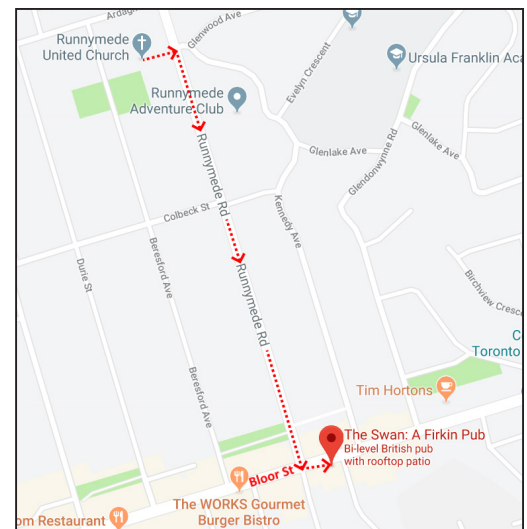 Ardagh
Glenwood Ave
Runnymede
United Church
Ursula Franklin Aca
Evelyn Crescent
Runnymede
Adventure Club
Glenlake Ave
Glenlake Ave
Glendonwynne Rd
Runnymede Rd
Colbeck St
Kennedy Ave
Durie St
Beresford Ave
Runnymede Rd
Birchview Cresc
C
Toronto
Beresford Ave
Tim Hortons
The Swan: A Firkin Pub
Bi-level British pub
with rooftop patio
Bloor St
The WORKS Gourmet
Burger Bistro
om Restaurant